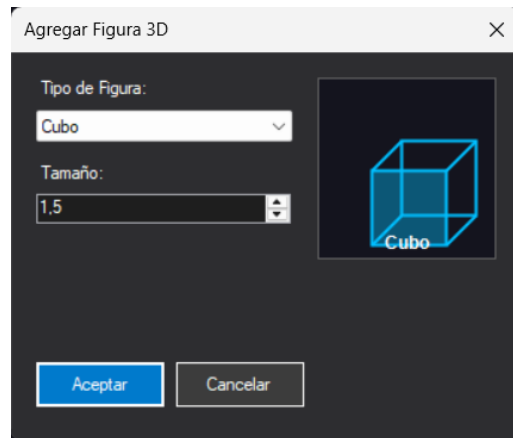 Agregar Figura 3D
Tipo de Figura:
Cubo
Tamaño:
1,5
Cubo
Aceptar
Cancelar